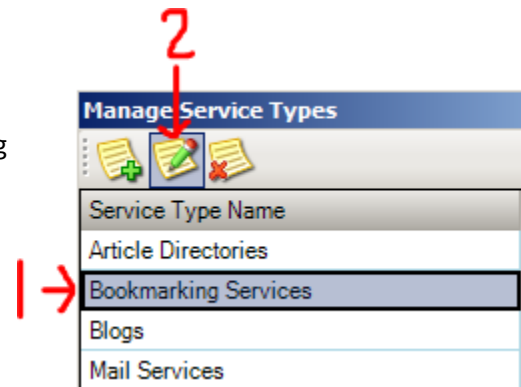 2
Manage Service Types
g
Service Type Name
Article Directories
1 Bookmarking Services
Blogs
Mail Services